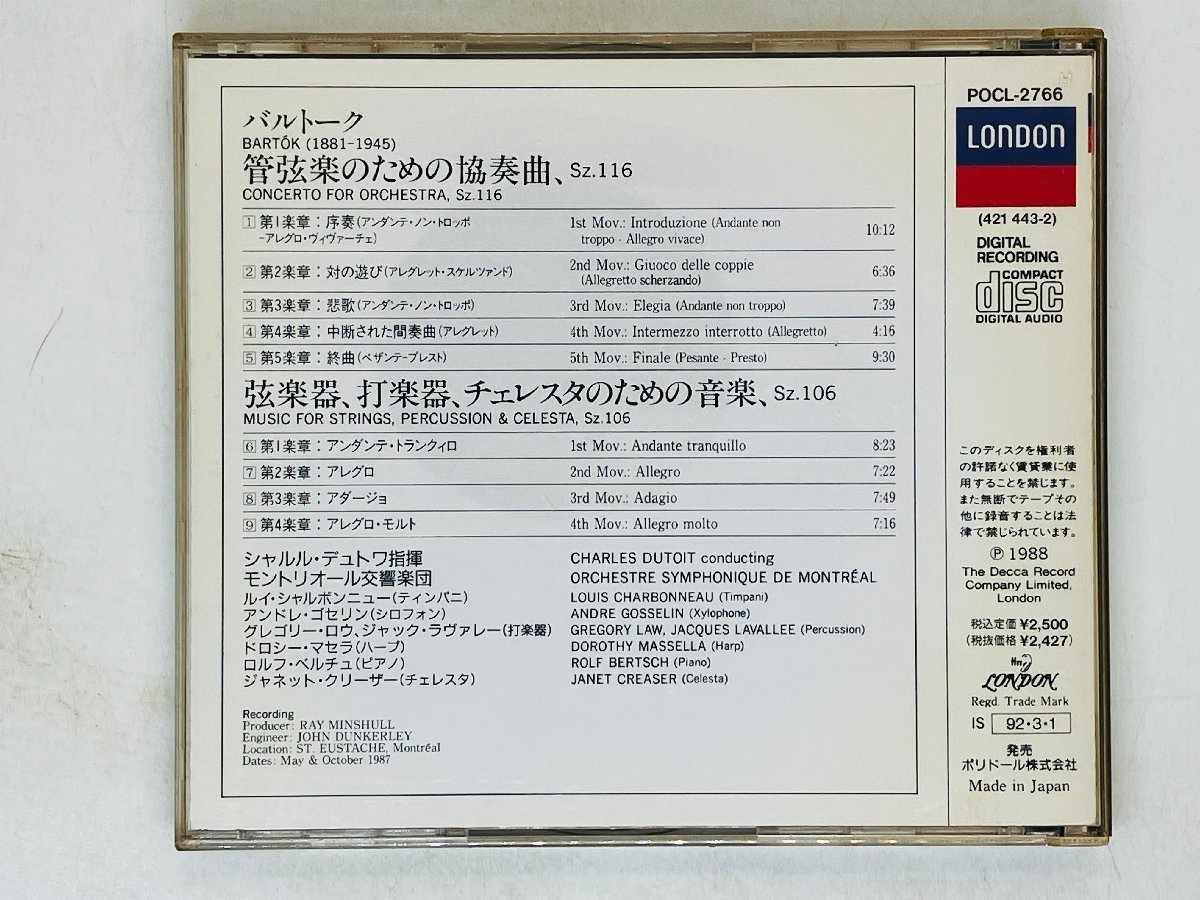 バルトーク
BARTÓK (1881-1945)
管弦楽のための協奏曲、Sz.116
CONCERTO FOR ORCHESTRA, Sz.116
1 第1楽章：序奏(アンダンテ・ノン・トロッポ
-アレグロ・ヴィヴァーチェ)
1st Mov.: Introduzione (Andante non
troppo - Allegro vivace)
10:12
2 第2楽章：対の遊び(アレグレット・スケルツァンド)
2nd Mov.: Giuoco delle coppie
(Allegretto scherzando)
6:36
3 第3楽章：悲歌(アンダンテ・ノン・トロッポ) 3rd Mov.: Elegia (Andante non troppo) 7:39
4 第4楽章：中断された間奏曲(アレグレット) 4th Mov.: Intermezzo interrotto (Allegretto) 4:16
5 第5楽章：終曲(ペザンテ-プレスト) 5th Mov.: Finale (Pesante - Presto) 9:30
弦楽器、打楽器、チェレスタのための音楽、Sz.106
MUSIC FOR STRINGS, PERCUSSION & CELESTA, Sz.106
6 第1楽章：アンダンテ・トランクィロ 1st Mov.: Andante tranquillo 8:23
7 第2楽章：アレグロ 2nd Mov.: Allegro 7:22
8 第3楽章：アダージョ 3rd Mov.: Adagio 7:49
9 第4楽章：アレグロ・モルト 4th Mov.: Allegro molto 7:16
シャルル・デュトワ指揮 CHARLES DUTOIT conducting
モントリオール交響楽団 ORCHESTRE SYMPHONIQUE DE MONTRÉAL
ルイ・シャルボンニュー(ティンパニ) LOUIS CHARBONNEAU (Timpani)
アンドレ・ゴセリン(シロフォン) ANDRE GOSSELIN (Xylophone)
グレゴリー・ロウ、ジャック・ラヴァレー(打楽器) GREGORY LAW, JACQUES LAVALLEE (Percussion)
ドロシー・マセラ(ハープ) DOROTHY MASSELLA (Harp)
ロルフ・ベルチュ(ピアノ) ROLF BERTSCH (Piano)
ジャネット・クリーザー(チェレスタ) JANET CREASER (Celesta)
Recording
Producer: RAY MINSHULL
Engineer: JOHN DUNKERLEY
Location: ST. EUSTACHE, Montréal
Dates: May & October 1987
POCL-2766
LONDON
(421 443-2)
DIGITAL
RECORDING
COMPACT
disc
DIGITAL AUDIO
このディスクを権利者
の許諾なく賃貸業に使
用することを禁じます。
また無断でテープその
他に録音することは法
律で禁じられています。
℗ 1988
The Decca Record
Company Limited,
London
税込定価 ¥2,500
(税抜価格 ¥2,427)
LONDON
Regd. Trade Mark
IS 92・3・1
発売
ポリドール株式会社
Made in Japan